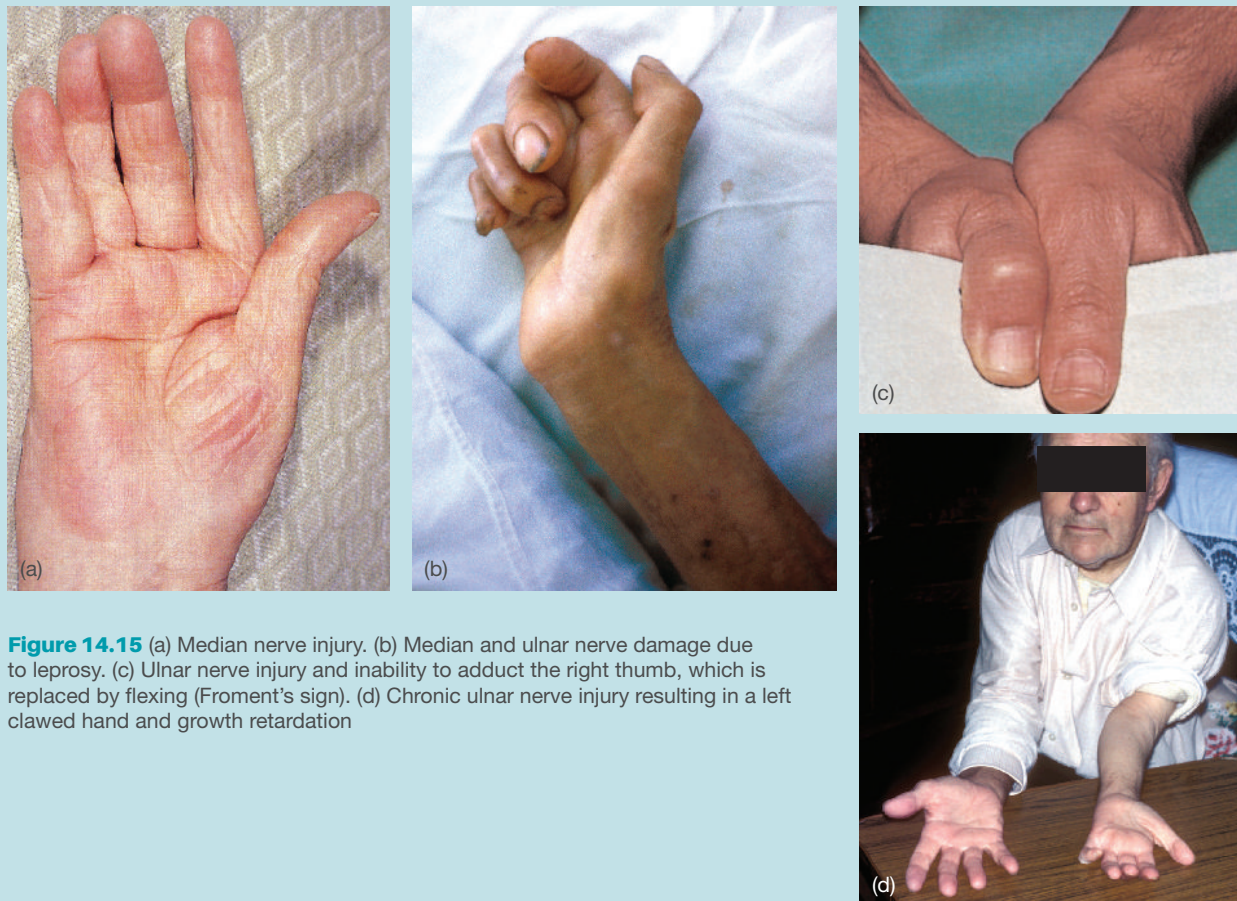 (a)
(b)
(c)
(d)
Figure 14.15 (a) Median nerve injury. (b) Median and ulnar nerve damage due
to leprosy. (c) Ulnar nerve injury and inability to adduct the right thumb, which is
replaced by flexing (Froment’s sign). (d) Chronic ulnar nerve injury resulting in a left
clawed hand and growth retardation